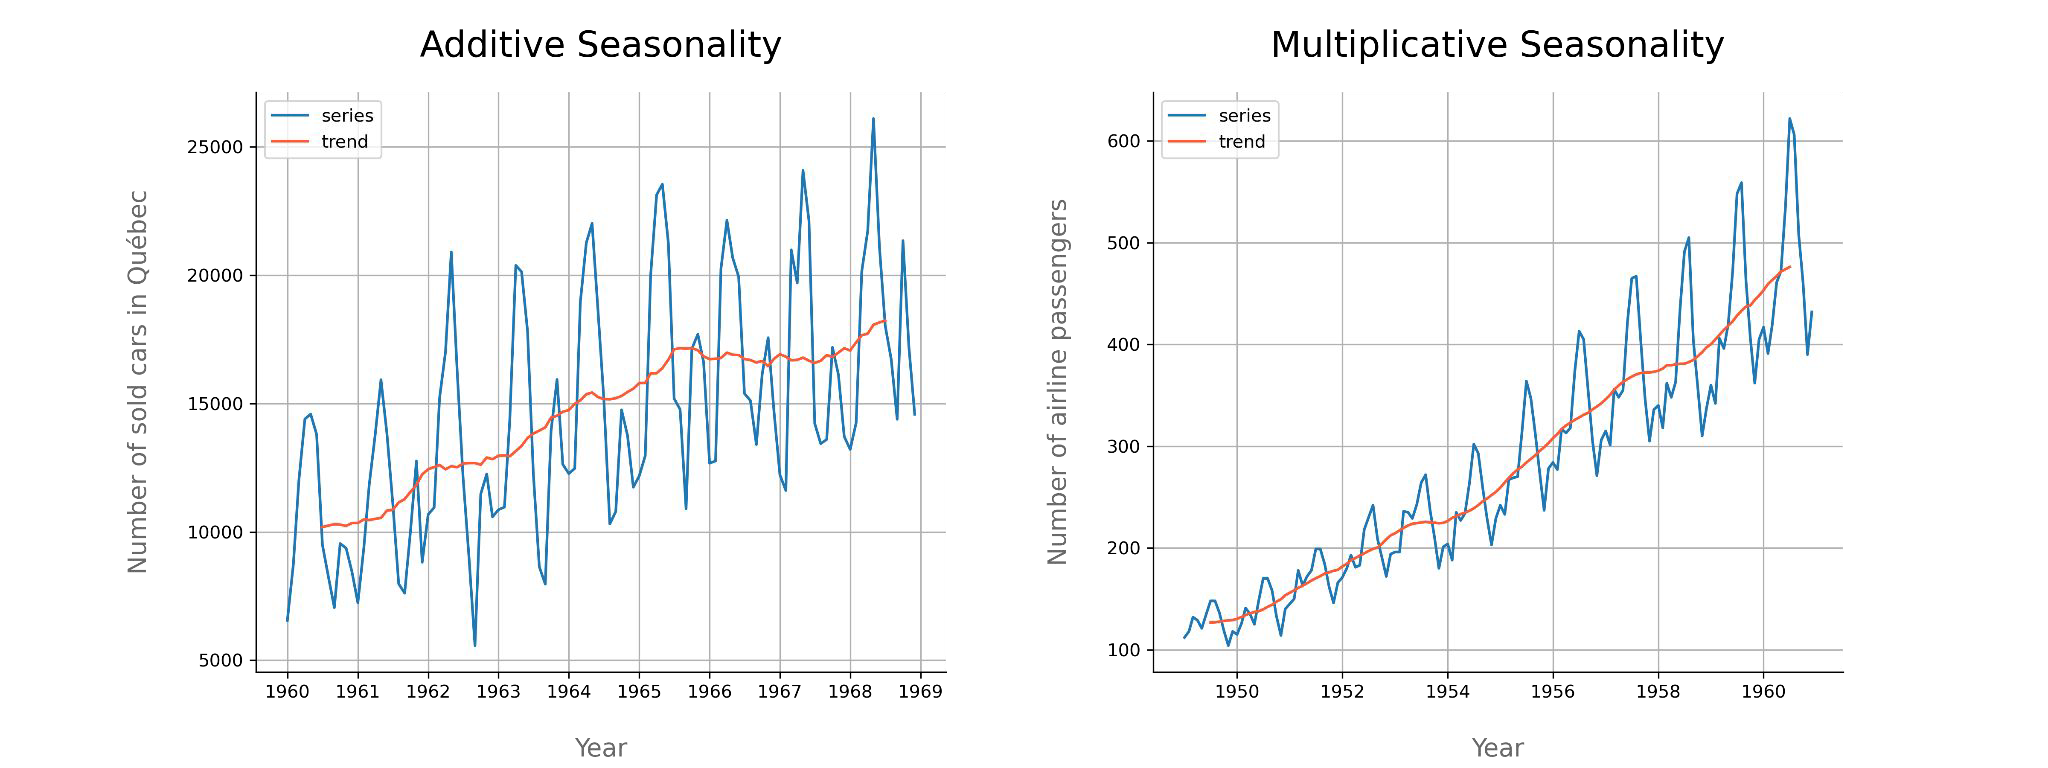 Additive Seasonality
series
trend
25000
20000
15000
10000
5000
Number of sold cars in Québec
1960 1961 1962 1963 1964 1965 1966 1967 1968 1969
Year
Multiplicative Seasonality
series
trend
600
500
400
300
200
100
Number of airline passengers
1950 1952 1954 1956 1958 1960
Year